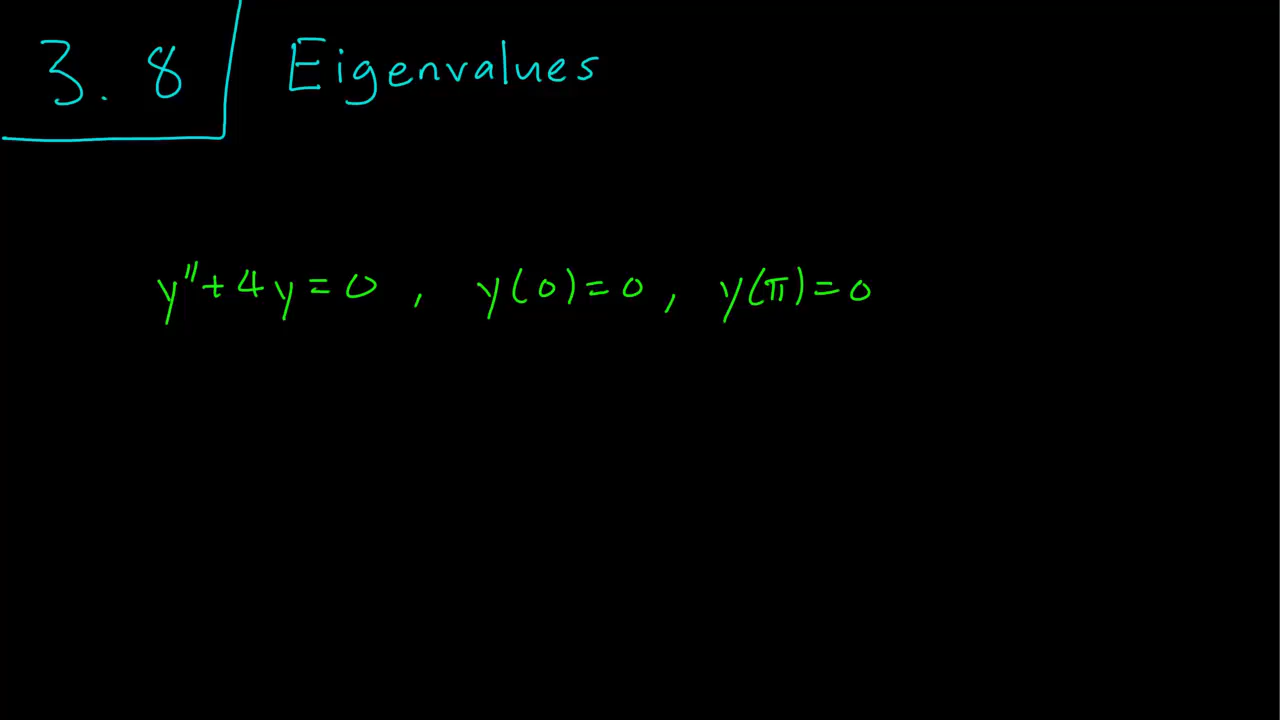 3.8 Eigenvalues
y"+4y=0, y(0)=0, y(π)=0